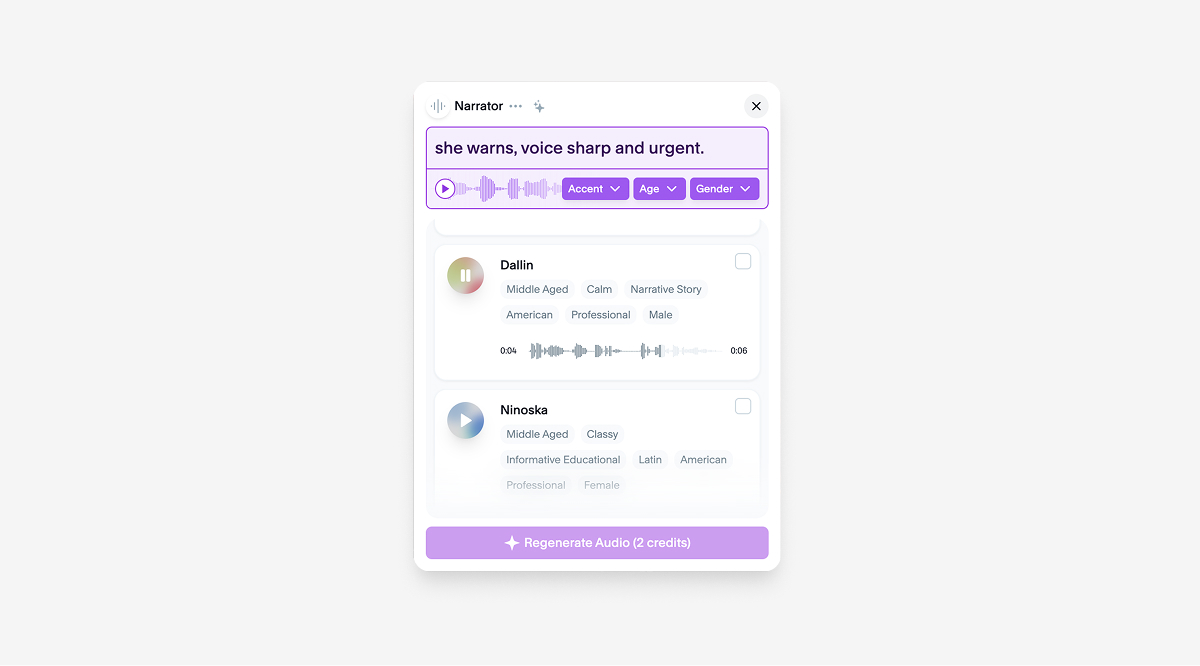 Narrator
she warns, voice sharp and urgent.
Accent Age Gender
Dallin
Middle Aged Calm Narrative Story
American Professional Male
0:04 0:06
Ninoska
Middle Aged Classy
Informative Educational Latin American
Professional Female
Regenerate Audio (2 credits)